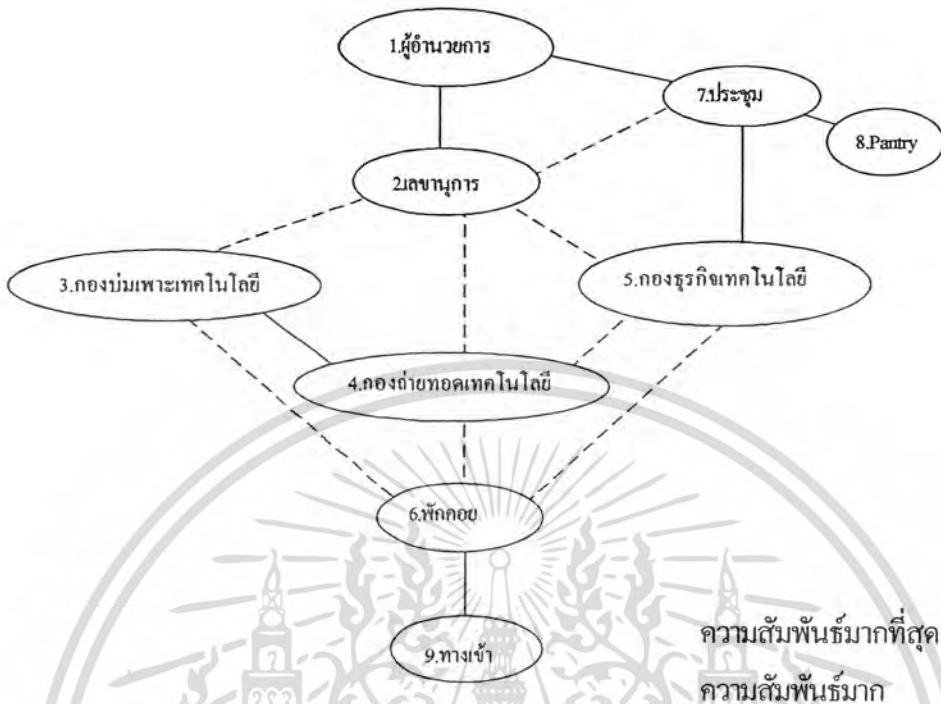 1.ผู้อำนวยการ
7.ประชุม
8.Pantry
2.เลขานุการ
3.กองบ่มเพาะเทคโนโลยี
5.กองธุรกิจเทคโนโลยี
4.กองถ่ายทอดเทคโนโลยี
6.พักคอย
9.ทางเข้า
ความสัมพันธ์มากที่สุด
ความสัมพันธ์มาก